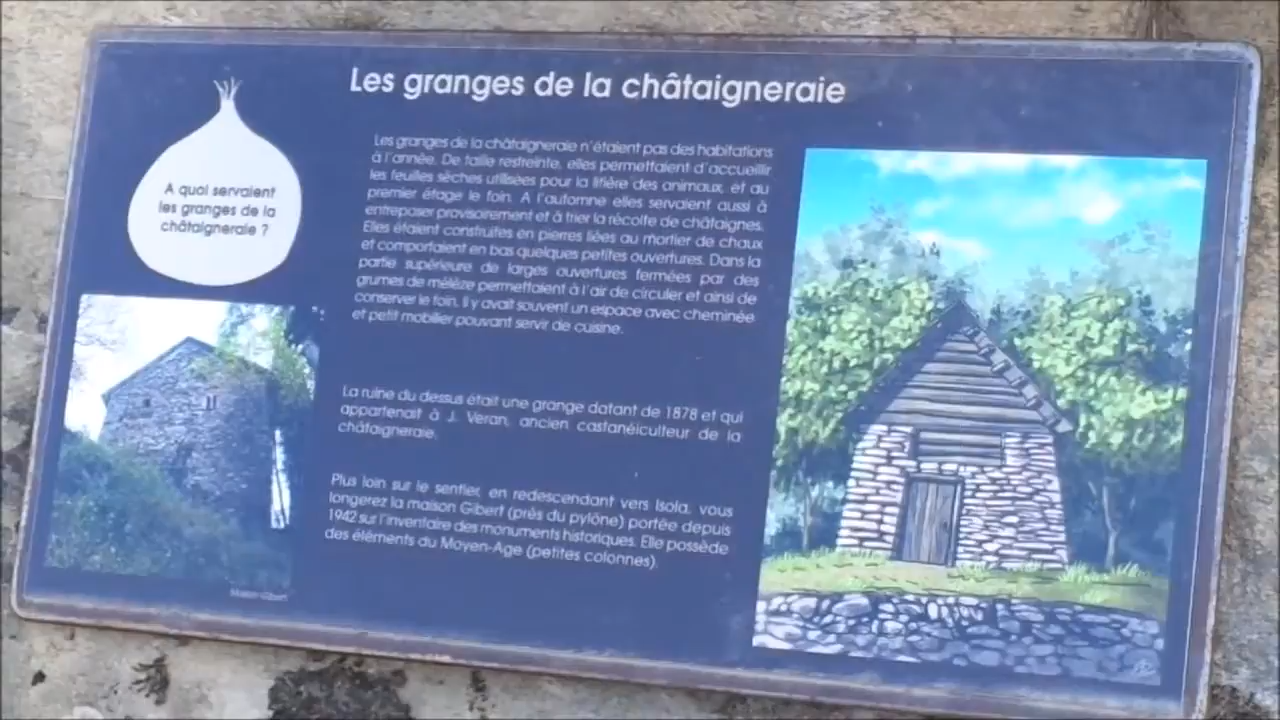 Les granges de la châtaigneraie
A quoi servaient
les granges de la
châtaigneraie ?
Les granges de la châtaigneraie n'étaient pas des habitations
à l'année. De taille restreinte, elles permettaient d'accueillir
les feuilles sèches utilisées pour la litière des animaux, et au
premier étage le foin. A l'automne elles servaient aussi à
entreposer provisoirement et à trier la récolte de châtaignes.
Elles étaient construites en pierres liées au mortier de chaux
et comportaient en bas quelques petites ouvertures. Dans la
partie supérieure de larges ouvertures fermées par des
grumes de mélèze permettaient à l'air de circuler et ainsi de
conserver le foin. Il y avait souvent un espace avec cheminée
et petit mobilier pouvant servir de cuisine.
La ruine du dessus était une grange datant de 1878 et qui
appartenait à J. Veran, ancien castanéiculteur de la
châtaigneraie.
Plus loin sur le sentier, en redescendant vers Isola, vous
longerez la maison Gibert (près du pylône) portée depuis
1942 sur l'inventaire des monuments historiques. Elle possède
des éléments du Moyen-Age (petites colonnes).
Maison Gibert